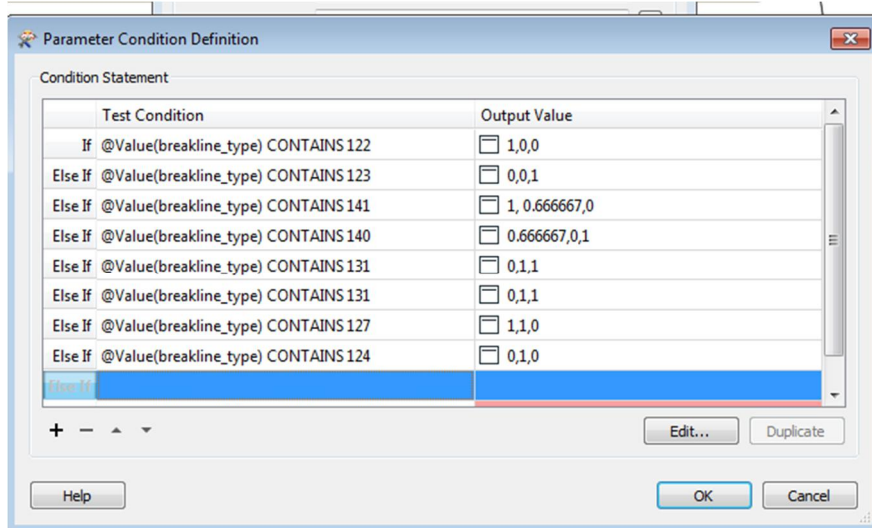 Parameter Condition Definition
Condition Statement
Test Condition Output Value
If @Value(breakline_type) CONTAINS 122 1,0,0
Else If @Value(breakline_type) CONTAINS 123 0,0,1
Else If @Value(breakline_type) CONTAINS 141 1, 0.666667,0
Else If @Value(breakline_type) CONTAINS 140 0.666667,0,1
Else If @Value(breakline_type) CONTAINS 131 0,1,1
Else If @Value(breakline_type) CONTAINS 131 0,1,1
Else If @Value(breakline_type) CONTAINS 127 1,1,0
Else If @Value(breakline_type) CONTAINS 124 0,1,0
Else If
Edit... Duplicate
Help OK Cancel